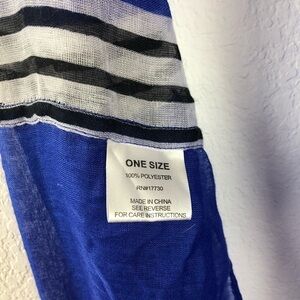 ONE SIZE
100% POLYESTER
RN#17730
MADE IN CHINA
SEE REVERSE
FOR CARE INSTRUCTIONS